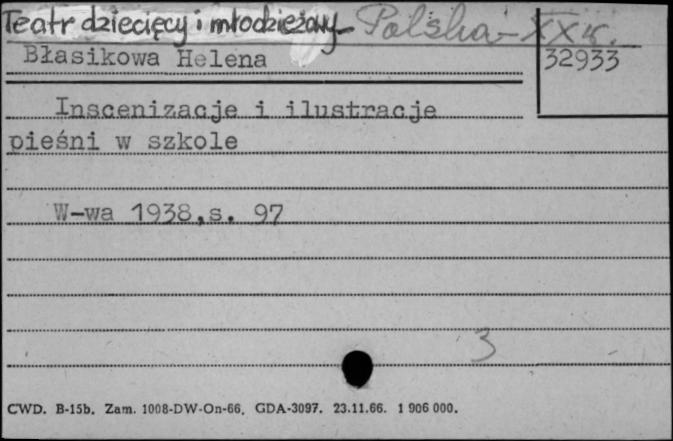 Teatr dziecięcy i młodzieżowy - Polska - XX w.
Błasikowa Helena
32933
Inscenizacje i ilustracje
pieśni w szkole
W-wa 1938,s. 97
3
CWD. B-15b. Zam. 1008-DW-On-66. GDA-3097. 23.11.66. 1 906 000.